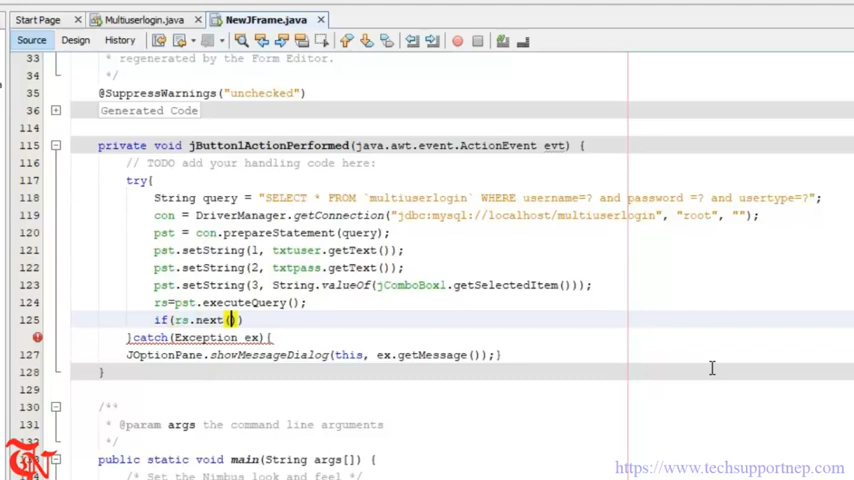 Start Page Multiuserlogin.java NewJFrame.java
Source Design History
33 * regenerated by the Form Editor.
34 */
35 @SuppressWarnings("unchecked")
36 Generated Code
114
115 private void jButton1ActionPerformed(java.awt.event.ActionEvent evt) {
116 // TODO add your handling code here:
117 try{
118 String query = "SELECT * FROM `multiuserlogin` WHERE username=? and password =? and usertype=?";
119 con = DriverManager.getConnection("jdbc:mysql://localhost/multiuserlogin", "root", "");
120 pst = con.prepareStatement(query);
121 pst.setString(1, txtuser.getText());
122 pst.setString(2, txtpass.getText());
123 pst.setString(3, String.valueOf(jComboBox1.getSelectedItem()));
124 rs=pst.executeQuery();
125 if(rs.next())
}catch(Exception ex){
127 JOptionPane.showMessageDialog(this, ex.getMessage());}
128 }
129
130 /**
131 * @param args the command line arguments
*/
public static void main(String args[]) {
/* Set the Nimbus look and feel */
https://www.techsupportnep.com